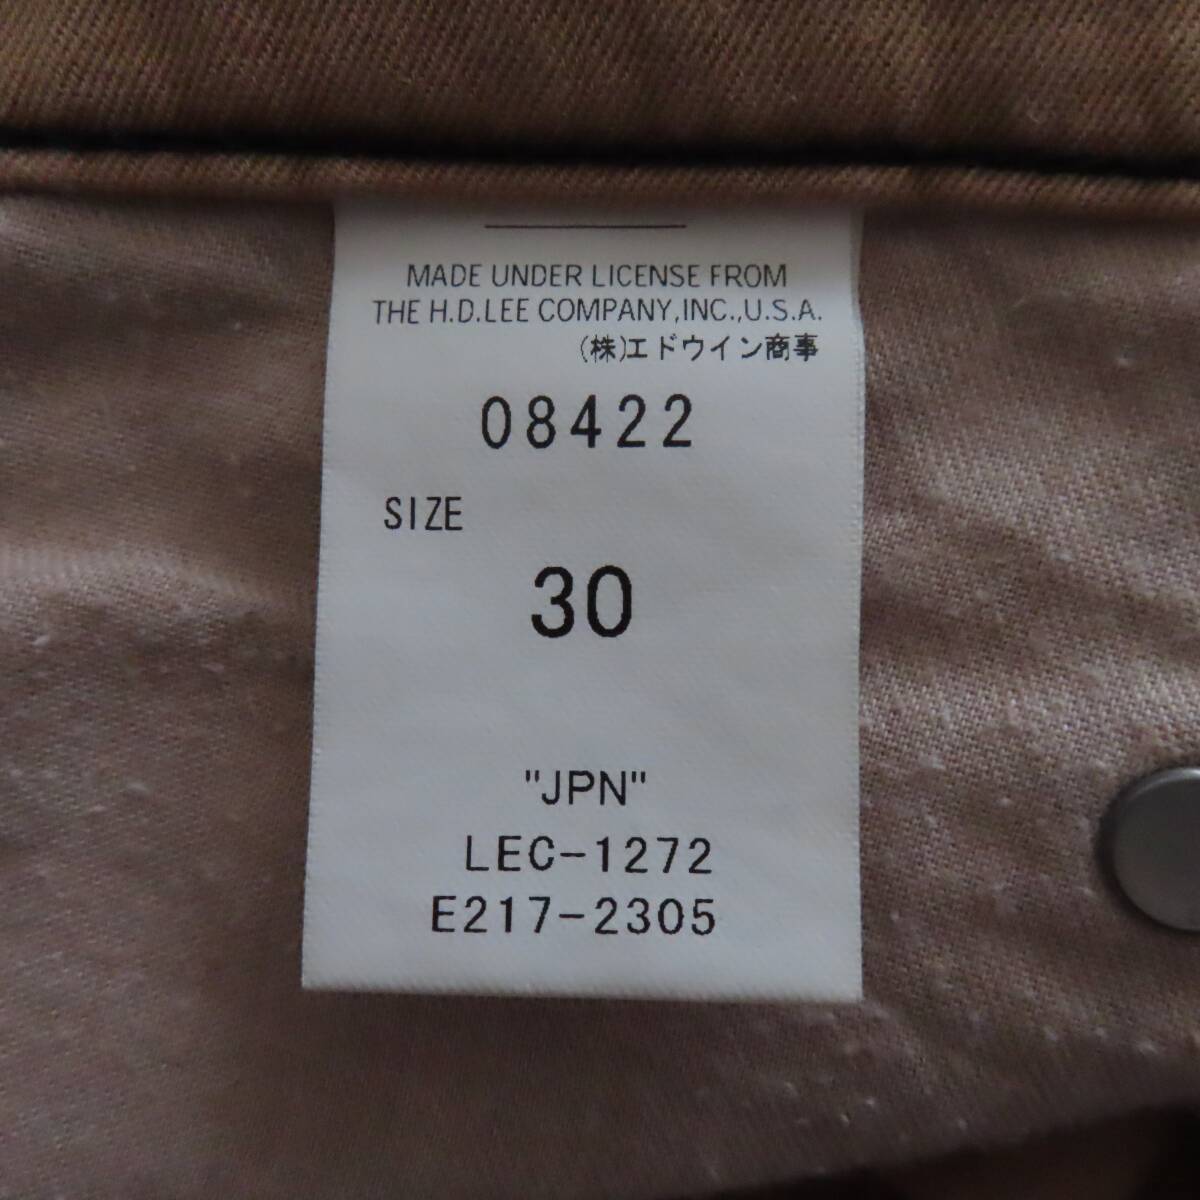 MADE UNDER LICENSE FROM
THE H.D.LEE COMPANY,INC.,U.S.A.
(株)エドウイン商事
08422
SIZE
30
"JPN"
LEC-1272
E217-2305